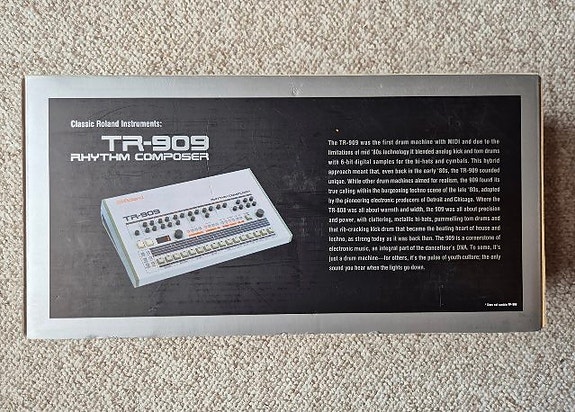 Classic Roland Instruments:
TR-909
RHYTHM COMPOSER
The TR-909 was the first drum machine with MIDI and due to the
limitations of mid '80s technology it blended analog kick and tom drums
with 6-bit digital samples for the hi-hats and cymbals. This hybrid
approach meant that, even back in the early '80s, the TR-909 sounded
unique. While other drum machines aimed for realism, the 909 found its
true calling within the burgeoning techno scene of the late '80s, adopted
by the pioneering electronic producers of Detroit and Chicago. Where the
TR-808 was all about warmth and width, the 909 was all about precision
and power, with clattering, metallic hi-hats, pummelling tom drums and
that rib-cracking kick drum that became the beating heart of house and
techno, as strong today as it was back then. The 909 is a cornerstone of
electronic music, an integral part of the dancefloor's DNA. To some, it's
just a drum machine—for others, it's the pulse of youth culture; the only
sound you hear when the lights go down.
Roland
TR-909